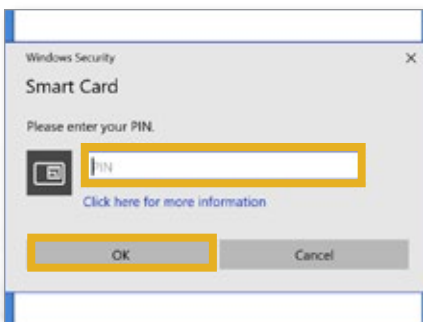 Windows Security
Smart Card
Please enter your PIN.
PIN
Click here for more information
OK
Cancel